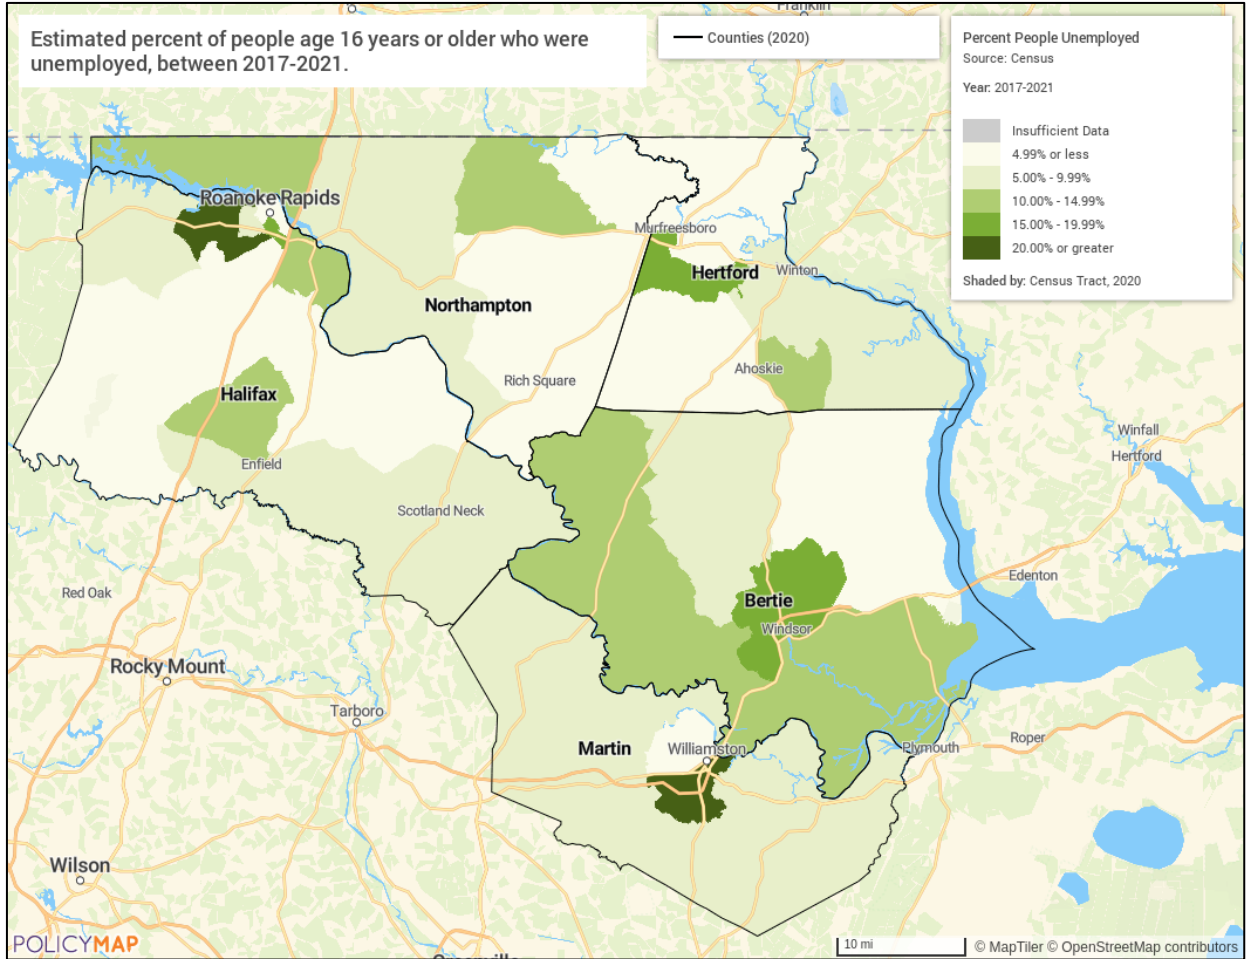 Franklin
Estimated percent of people age 16 years or older who were
unemployed, between 2017-2021.
Counties (2020)
Percent People Unemployed
Source: Census
Year: 2017-2021
Insufficient Data
4.99% or less
5.00% - 9.99%
10.00% - 14.99%
15.00% - 19.99%
20.00% or greater
Shaded by: Census Tract, 2020
Roanoke Rapids
Murfreesboro
Hertford
Winton
Northampton
Ahoskie
Rich Square
Halifax
Winfall
Hertford
Enfield
Scotland Neck
Edenton
Red Oak
Bertie
Windsor
Rocky Mount
Tarboro
Martin
Williamston
Plymouth
Roper
Wilson
POLICYMAP
10 mi
© MapTiler © OpenStreetMap contributors
Greenville